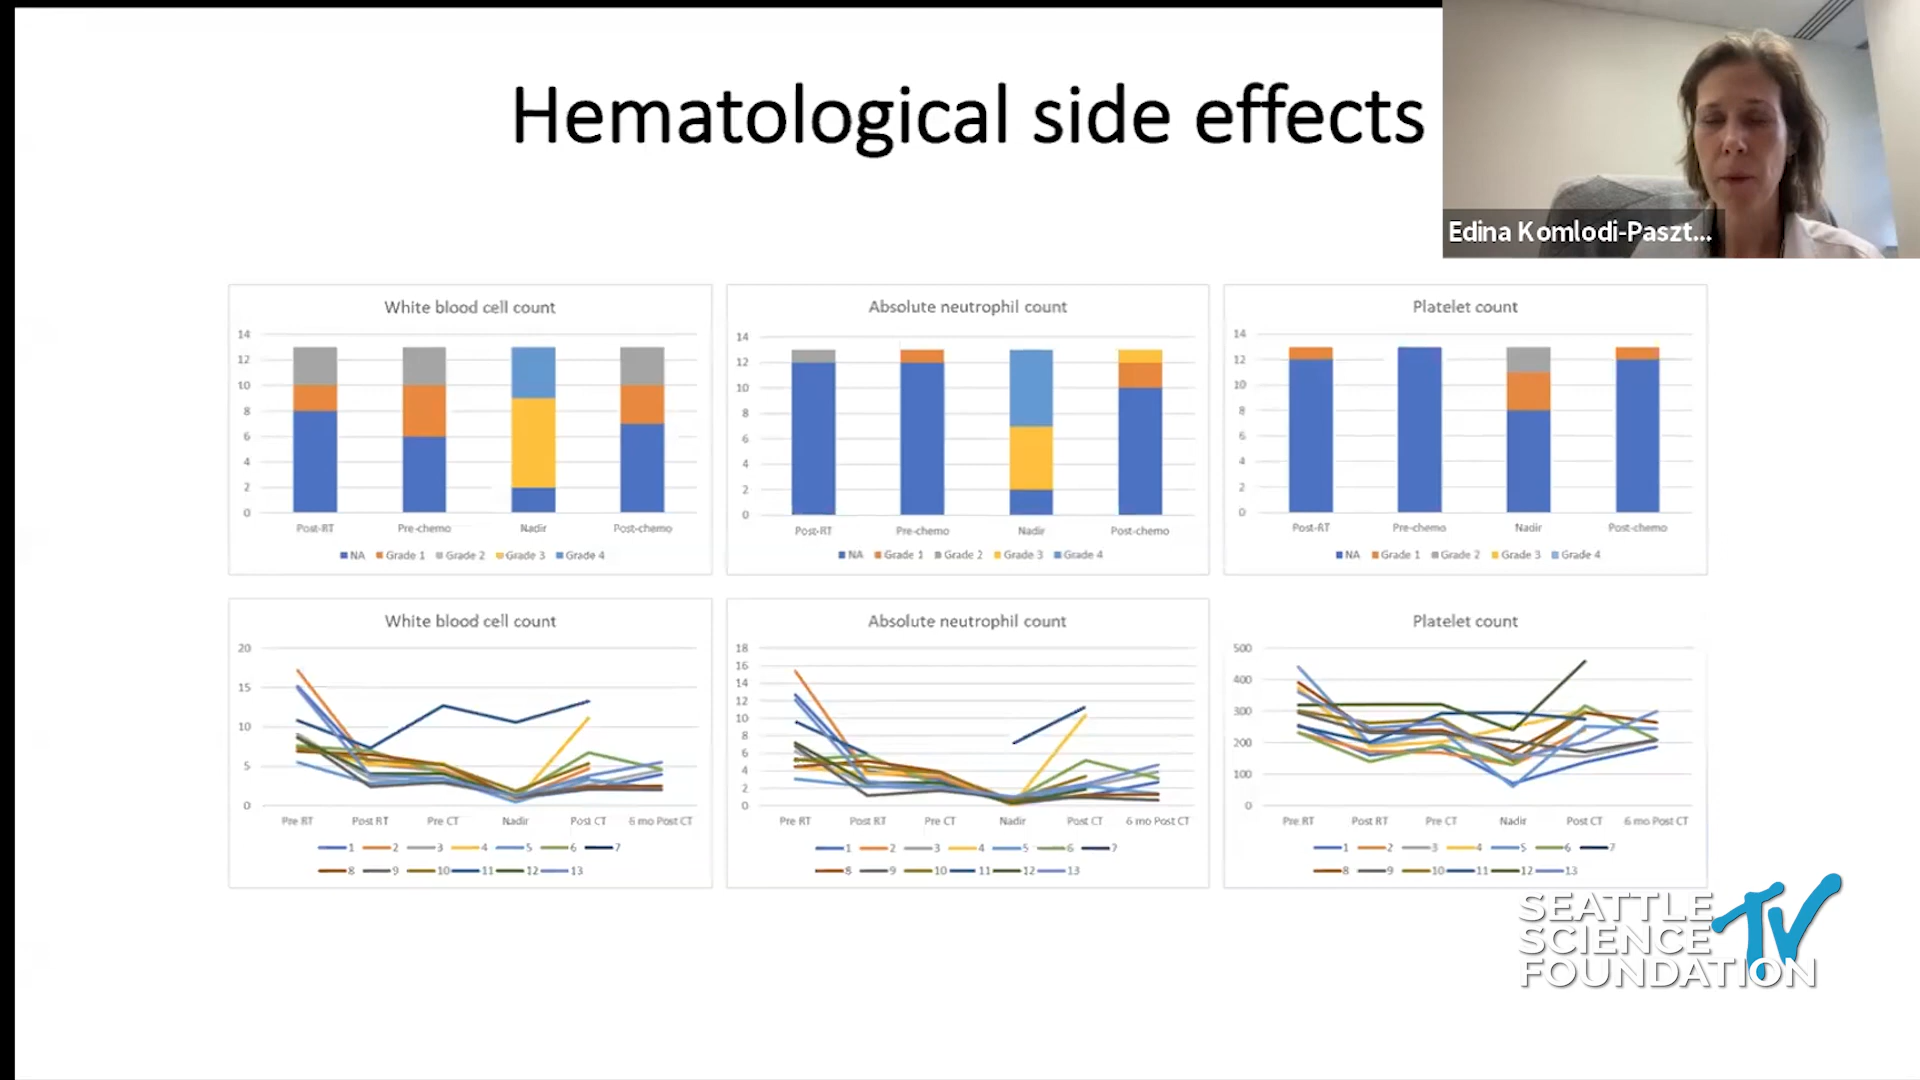 Hematological side effects
Edina Komlodi-Paszt...
White blood cell count
14
12
10
8
6
4
2
0
Post-RT Pre-chemo Nadir Post-chemo
NA Grade 1 Grade 2 Grade 3 Grade 4
Absolute neutrophil count
14
12
10
8
6
4
2
0
Post-RT Pre-chemo Nadir Post-chemo
NA Grade 1 Grade 2 Grade 3 Grade 4
Platelet count
14
12
10
8
6
4
2
0
Post-RT Pre-chemo Nadir Post-chemo
NA Grade 1 Grade 2 Grade 3 Grade 4
White blood cell count
20
15
10
5
0
Pre RT Post RT Pre CT Nadir Post CT 6 mo Post CT
1 2 3 4 5 6 7
8 9 10 11 12 13
Absolute neutrophil count
18
16
14
12
10
8
6
4
2
0
Pre RT Post RT Pre CT Nadir Post CT 6 mo Post CT
1 2 3 4 5 6 7
8 9 10 11 12 13
Platelet count
500
400
300
200
100
0
Pre RT Post RT Pre CT Nadir Post CT 6 mo Post CT
1 2 3 4 5 6 7
8 9 10 11 12 13
SEATTLE
SCIENCE TV
FOUNDATION